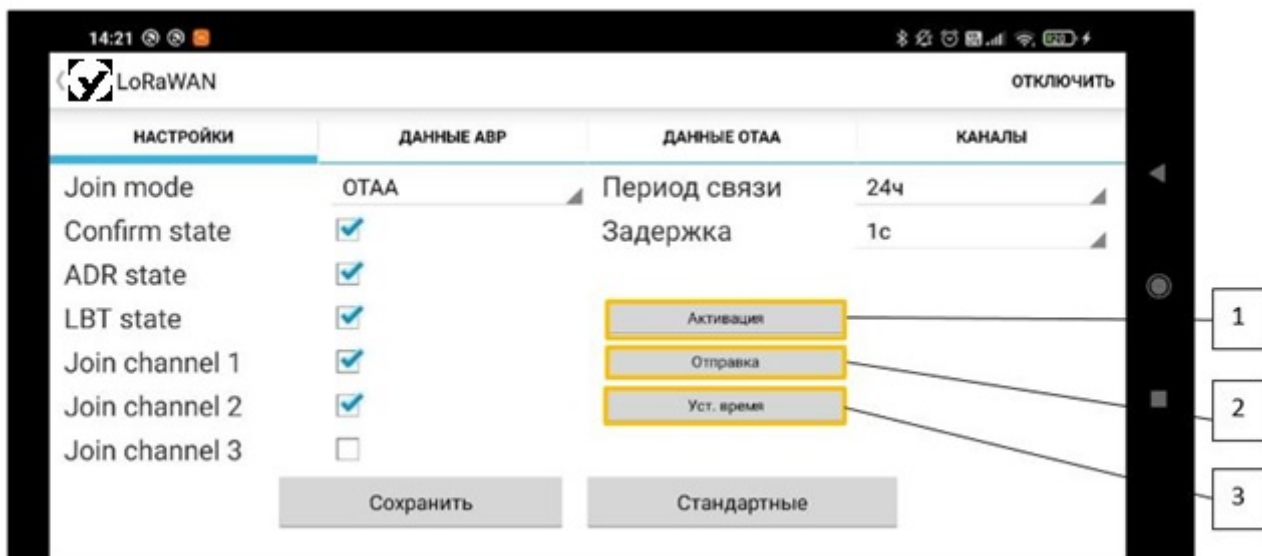 14:21
LoRaWAN
ОТКЛЮЧИТЬ
НАСТРОЙКИ ДАННЫЕ ABP ДАННЫЕ OTAA КАНАЛЫ
Join mode OTAA Период связи 24ч
Confirm state Задержка 1с
ADR state
LBT state Активация 1
Join channel 1 Отправка
Join channel 2 Уст. время 2
Join channel 3
Сохранить Стандартные 3